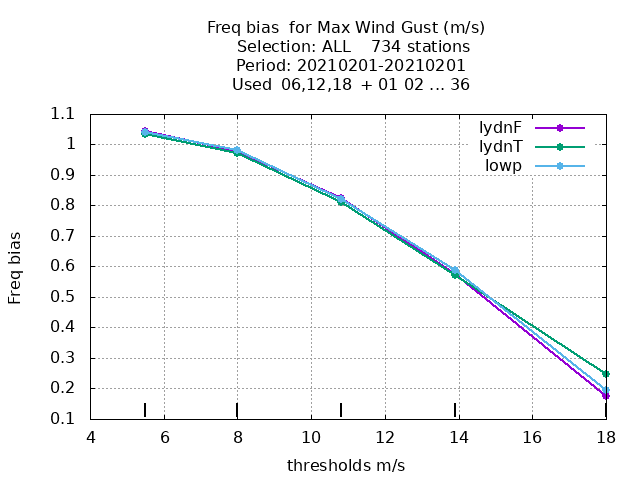 Freq bias  for Max Wind Gust (m/s)
Selection: ALL    734 stations
Period: 20210201-20210201
Used  06,12,18  + 01 02 ... 36
lydnF
lydnT
lowp
Freq bias
1.1
1
0.9
0.8
0.7
0.6
0.5
0.4
0.3
0.2
0.1
4 6 8 10 12 14 16 18
thresholds m/s